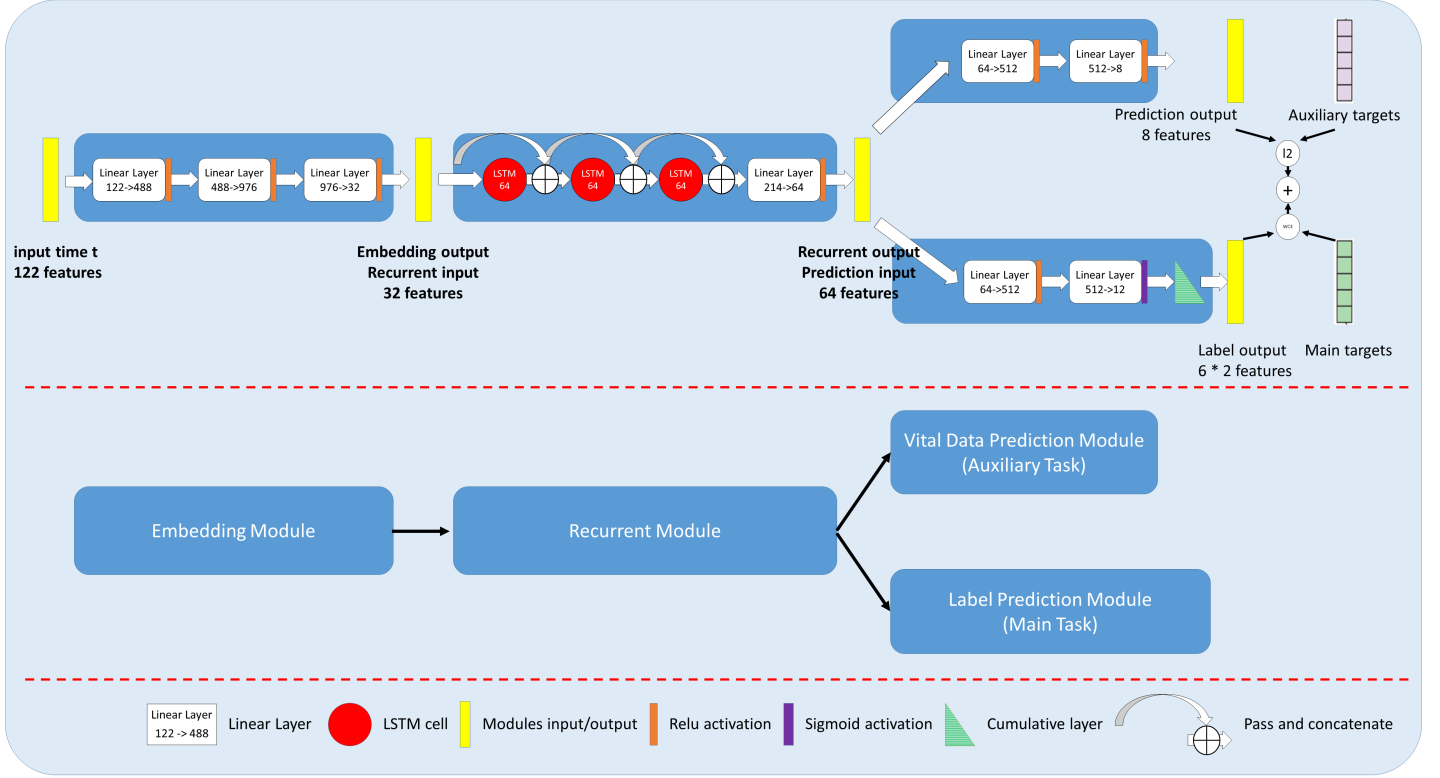 Linear Layer
64->512
Linear Layer
512->8
Prediction output
8 features
Auxiliary targets
l2
+
WCE
Linear Layer
122->488
Linear Layer
488->976
Linear Layer
976->32
LSTM
64
LSTM
64
LSTM
64
Linear Layer
214->64
input time t
122 features
Embedding output
Recurrent input
32 features
Recurrent output
Prediction input
64 features
Linear Layer
64->512
Linear Layer
512->12
Label output
6 * 2 features
Main targets
Embedding Module
Recurrent Module
Vital Data Prediction Module
(Auxiliary Task)
Label Prediction Module
(Main Task)
Linear Layer
122 -> 488
Linear Layer
LSTM cell
Modules input/output
Relu activation
Sigmoid activation
Cumulative layer
Pass and concatenate